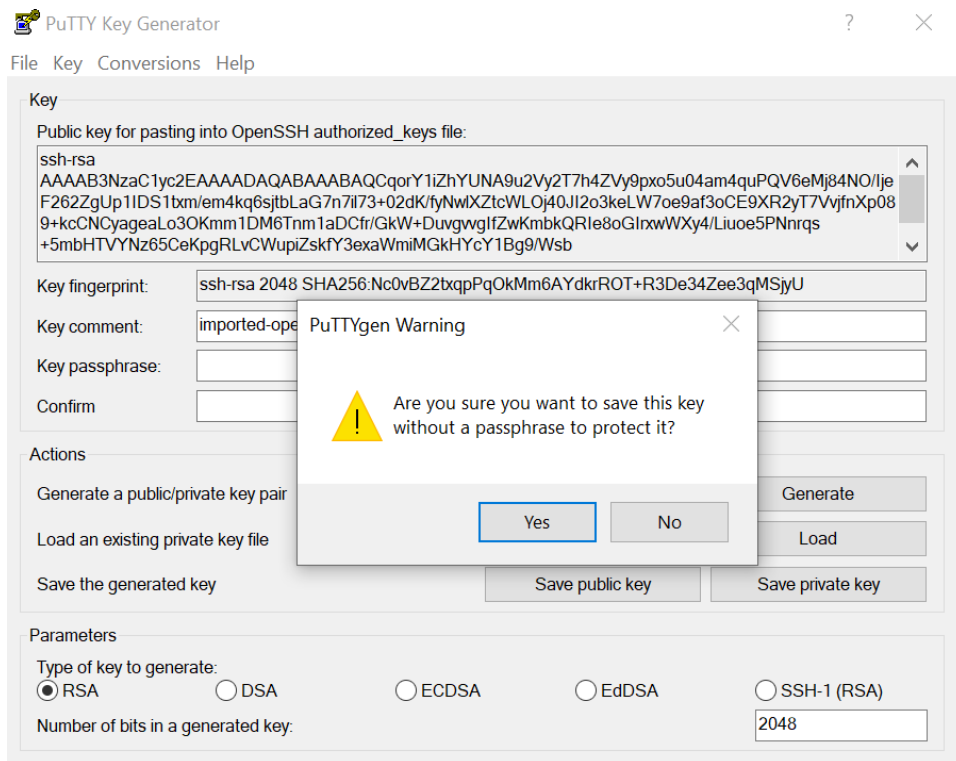 PuTTY Key Generator
?
File Key Conversions Help
Key
Public key for pasting into OpenSSH authorized_keys file:
ssh-rsa
AAAAB3NzaC1yc2EAAAADAQABAAABAQCqorY1iZhYUNA9u2Vy2T7h4ZVy9pxo5u04am4quPQV6eMj84NO/Ije
F262ZgUp1IDS1txm/em4kq6sjtbLaG7n7il73+02dK/fyNwlXZtcWLOj40JI2o3keLW7oe9af3oCE9XR2yT7VvjfnXp08
9+kcCNCyageaLo3OKmm1DM6Tnm1aDCfr/GkW+DuvgvvgIfZwKmbkQRIe8oGIrxwWXy4/Liuoe5PNnrqs
+5mbHTVYNz65CeKpgRLvCWupiZskfY3exaWmiMGkHYcY1Bg9/Wsb
Key fingerprint:
ssh-rsa 2048 SHA256:Nc0vBZ2txqpPqOkMm6AYdkrROT+R3De34Zee3qMSjyU
Key comment:
imported-ope
Key passphrase:
Confirm
PuTTYgen Warning
Are you sure you want to save this key
without a passphrase to protect it?
Yes
No
Actions
Generate a public/private key pair
Generate
Load an existing private key file
Load
Save the generated key
Save public key
Save private key
Parameters
Type of key to generate:
RSA DSA ECDSA EdDSA SSH-1 (RSA)
Number of bits in a generated key:
2048